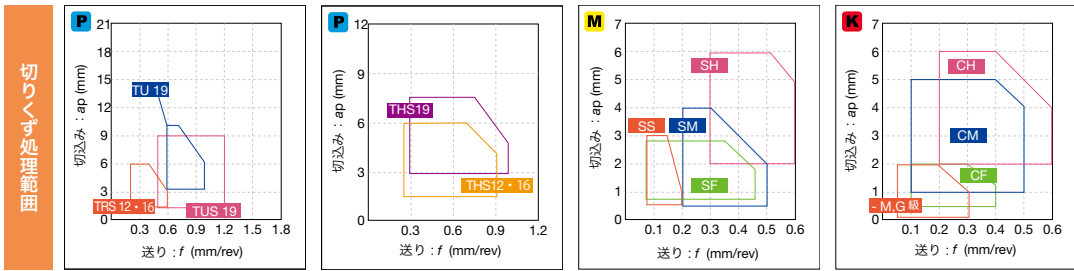 切りくず処理範囲
P
切込み : ap (mm)
21
18
15
12
9
6
3
0
TU 19
TRS 12・16
TUS 19
0.3 0.6 0.9 1.2 1.5 1.8
送り : f (mm/rev)
P
切込み : ap (mm)
12
9
6
3
0
THS19
THS12・16
0.3 0.6 0.9 1.2
送り : f (mm/rev)
M
切込み : ap (mm)
7
6
5
4
3
2
1
0
SH
SS
SM
SF
0.1 0.2 0.3 0.4 0.5 0.6
送り : f (mm/rev)
K
切込み : ap (mm)
7
6
5
4
3
2
1
0
CH
CM
CF
- M,G 級
0.1 0.2 0.3 0.4 0.5 0.6
送り : f (mm/rev)